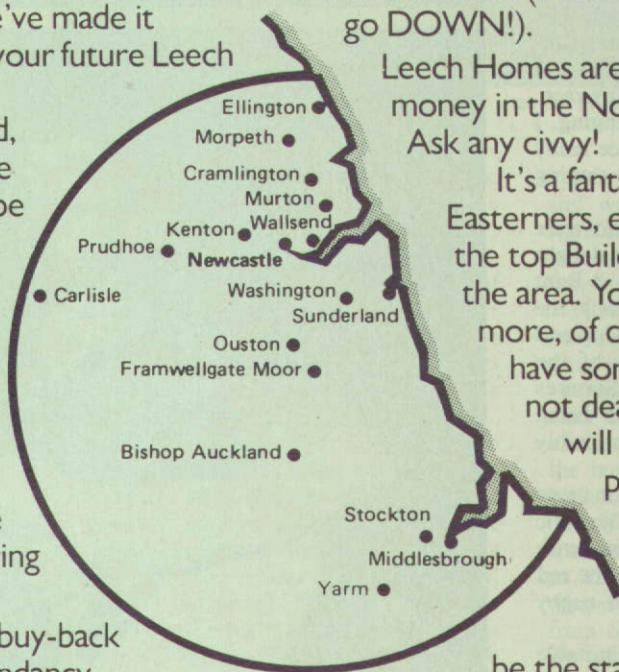 e've made it
your future Leech
d,
e
be
e
ing
buy-back
ndancy
Ellington
Morpeth
Cramlington
Murton
Wallsend
Kenton
Prudhoe
Newcastle
Carlisle
Washington
Sunderland
Ouston
Framwellgate Moor
Bishop Auckland
Stockton
Middlesbrough
Yarm
go DOWN!).
Leech Homes are
money in the No
Ask any civvy!
It's a fant
Easterners, e
the top Buil
the area. Yo
more, of c
have som
not dea
will
P
be the sta